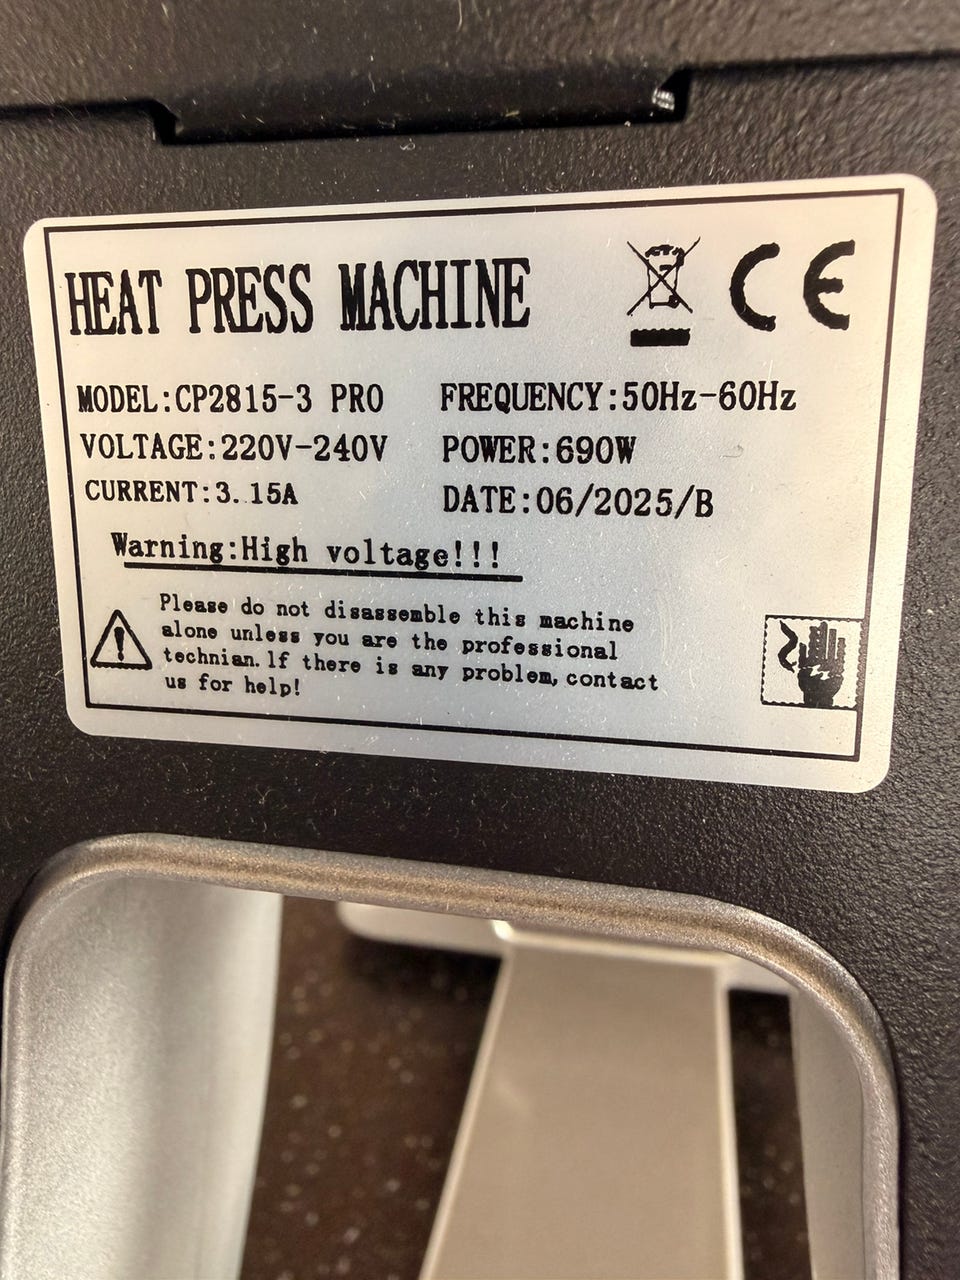 HEAT PRESS MACHINE
CE
MODEL:CP2815-3 PRO
FREQUENCY:50Hz-60Hz
VOLTAGE:220V-240V
POWER:690W
CURRENT:3.15A
DATE:06/2025/B
Warning:High voltage!!!
Please do not disassemble this machine
alone unless you are the professional
technian.lf there is any problem,contact
us for help!